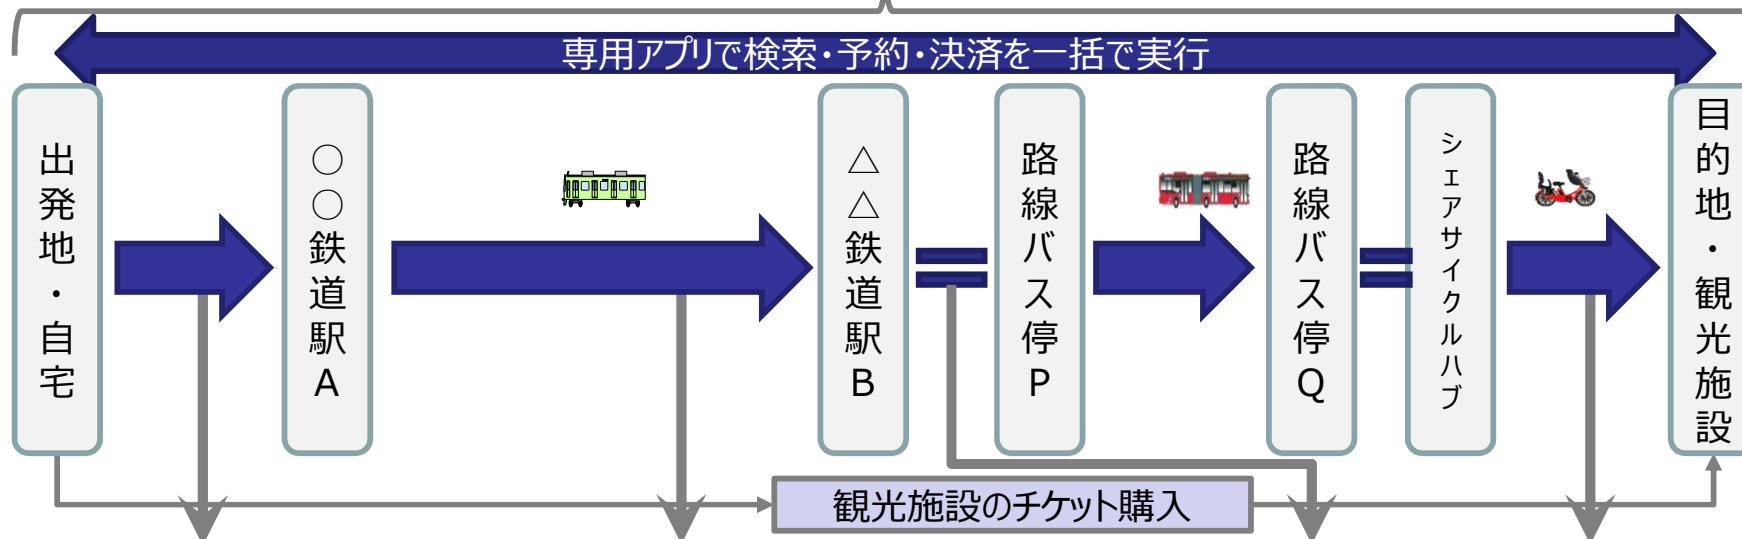 専用アプリで検索・予約・決済を一括で実行
出発地・自宅
○○鉄道駅A
△△鉄道駅B
路線バス停P
路線バス停Q
シェアサイクルハブ
目的地・観光施設
観光施設のチケット購入